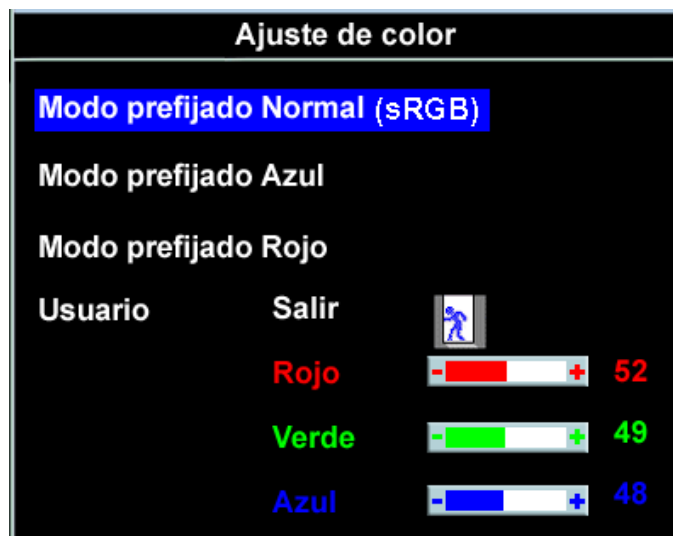 Ajuste de color
Modo prefijado Normal (sRGB)
Modo prefijado Azul
Modo prefijado Rojo
Usuario Salir
Rojo - + 52
Verde - + 49
Azul - + 48